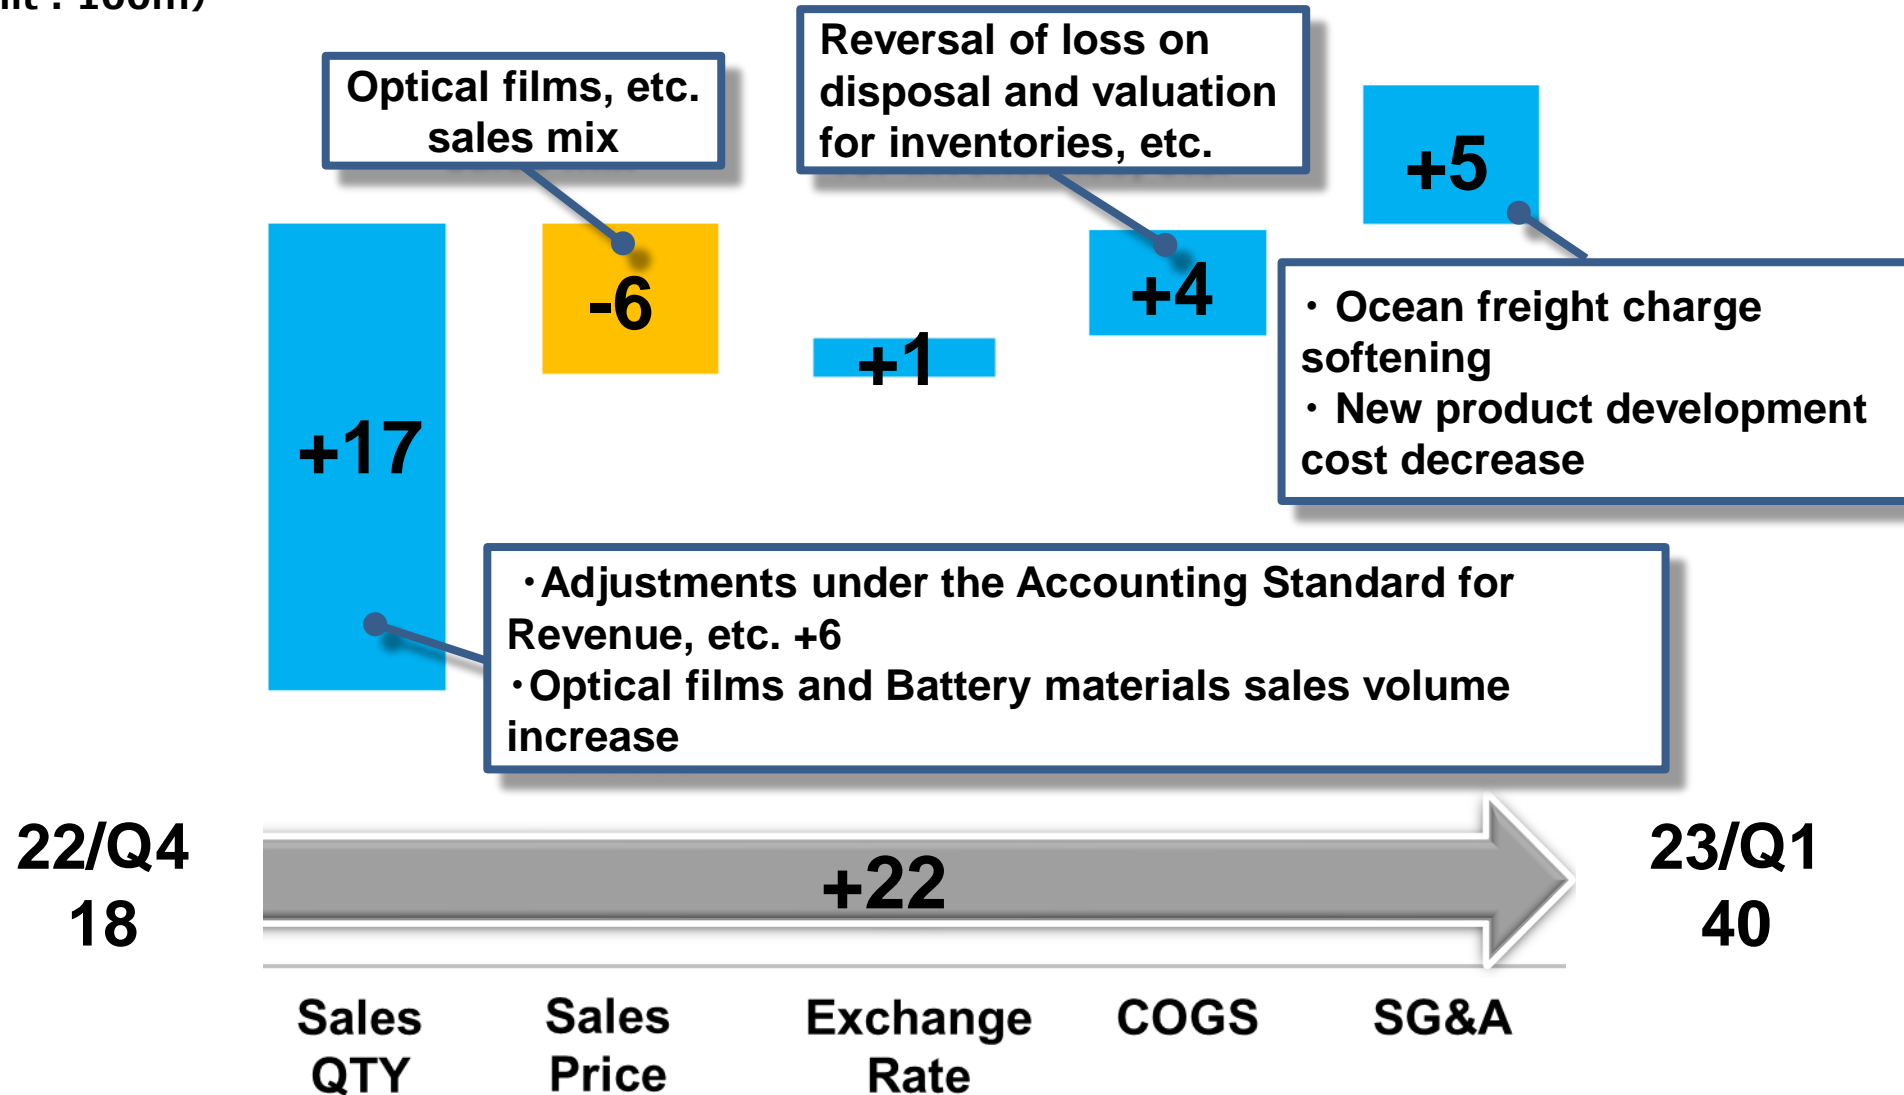 : 100m)
Optical films, etc.
sales mix
Reversal of loss on
disposal and valuation
for inventories, etc.
+5
-6
+4
+1
+17
・Ocean freight charge
softening
・New product development
cost decrease
・Adjustments under the Accounting Standard for
Revenue, etc. +6
・Optical films and Battery materials sales volume
increase
22/Q4
18
+22
23/Q1
40
Sales
QTY
Sales
Price
Exchange
Rate
COGS
SG&A